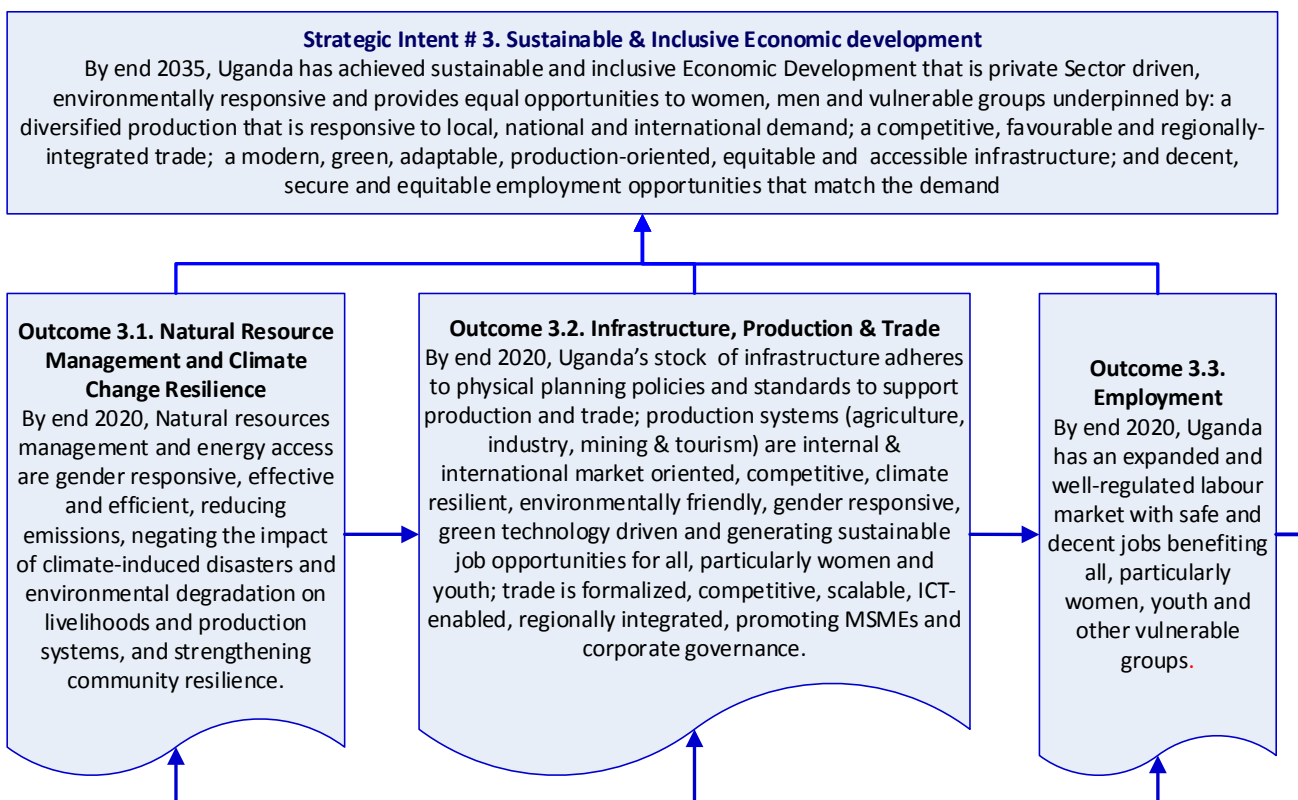 Strategic Intent # 3. Sustainable & Inclusive Economic development
By end 2035, Uganda has achieved sustainable and inclusive Economic Development that is private Sector driven,
environmentally responsive and provides equal opportunities to women, men and vulnerable groups underpinned by: a
diversified production that is responsive to local, national and international demand; a competitive, favourable and regionally-
integrated trade; a modern, green, adaptable, production-oriented, equitable and accessible infrastructure; and decent,
secure and equitable employment opportunities that match the demand
Outcome 3.1. Natural Resource
Management and Climate
Change Resilience
By end 2020, Natural resources
management and energy access
are gender responsive, effective
and efficient, reducing
emissions, negating the impact
of climate-induced disasters and
environmental degradation on
livelihoods and production
systems, and strengthening
community resilience.
Outcome 3.2. Infrastructure, Production & Trade
By end 2020, Uganda's stock of infrastructure adheres
to physical planning policies and standards to support
production and trade; production systems (agriculture,
industry, mining & tourism) are internal &
international market oriented, competitive, climate
resilient, environmentally friendly, gender responsive,
green technology driven and generating sustainable
job opportunities for all, particularly women and
youth; trade is formalized, competitive, scalable, ICT-
enabled, regionally integrated, promoting MSMEs and
corporate governance.
Outcome 3.3.
Employment
By end 2020, Uganda
has an expanded and
well-regulated labour
market with safe and
decent jobs benefiting
all, particularly
women, youth and
other vulnerable
groups.